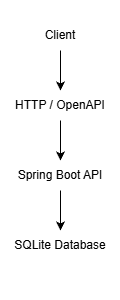 Client
HTTP / OpenAPI
Spring Boot API
SQLite Database